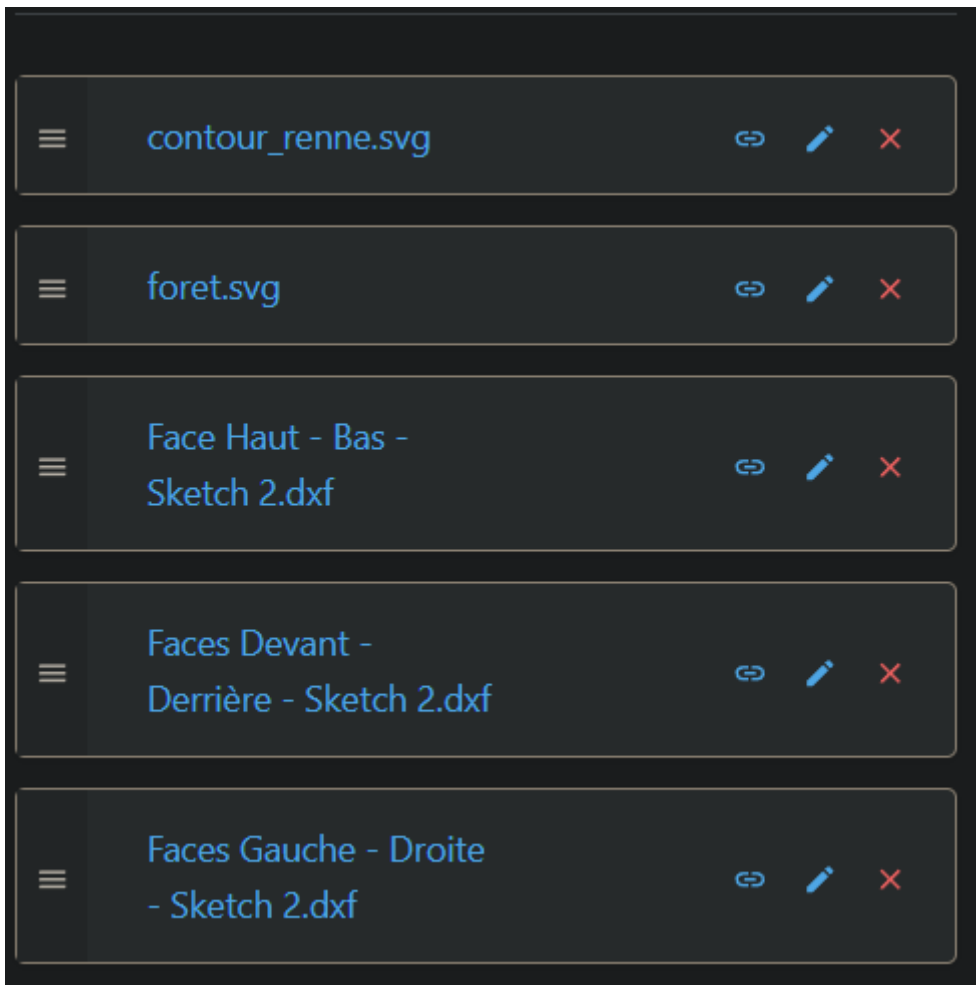 contour_renne.svg
foret.svg
Face Haut - Bas -
Sketch 2.dxf
Faces Devant -
Derrière - Sketch 2.dxf
Faces Gauche - Droite
- Sketch 2.dxf